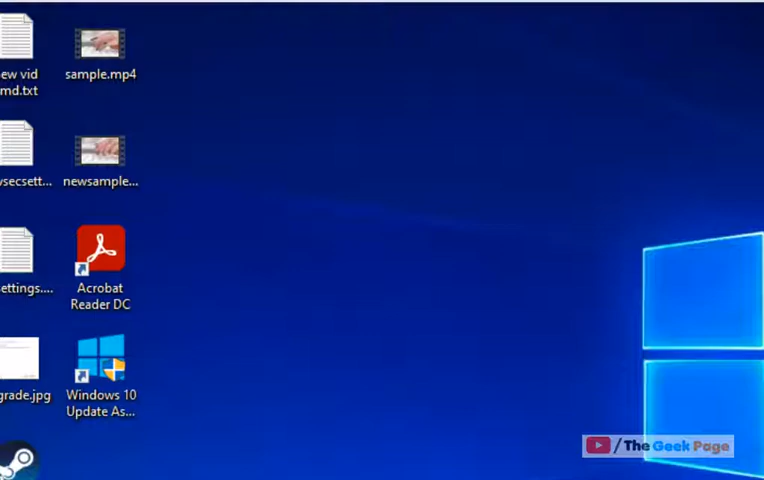 ew vid
md.txt
sample.mp4
vsecsett...
newsample...
ettings....
Acrobat
Reader DC
grade.jpg
Windows 10
Update As...
/The Geek Page